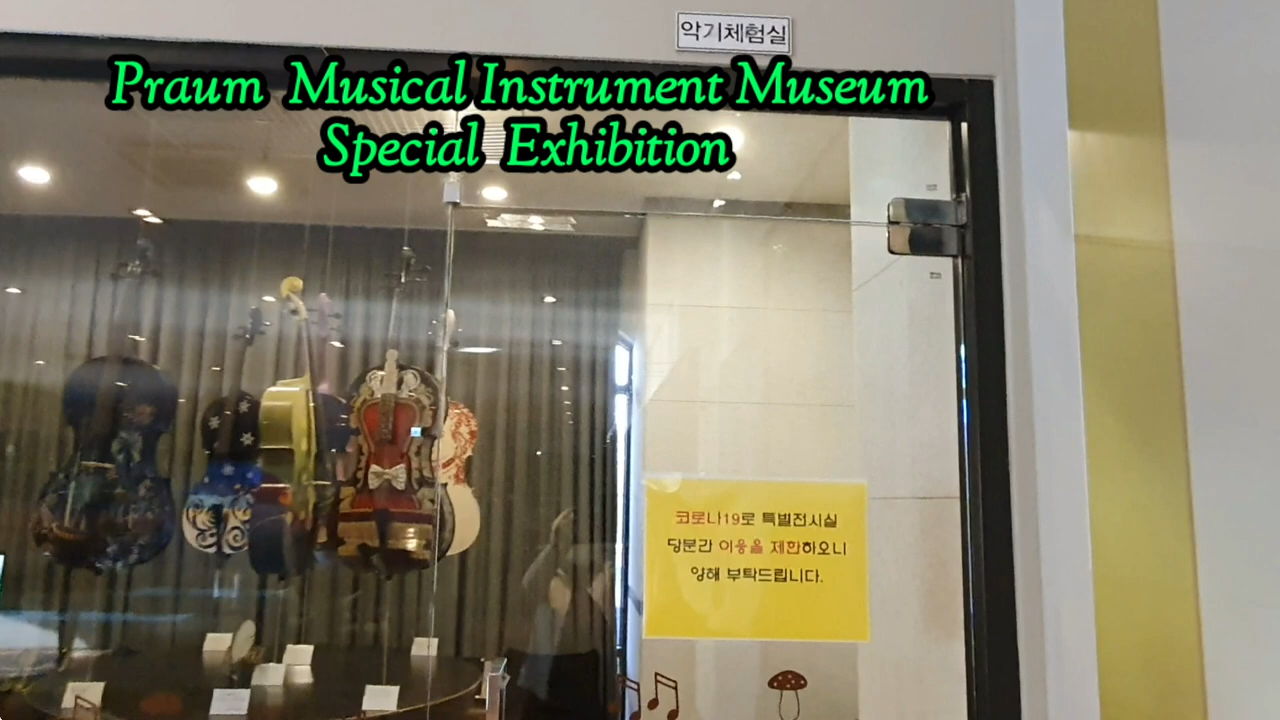 악기체험실
Praum Musical Instrument Museum
Special Exhibition
코로나19로 특별전시실
당분간 이용을 제한하오니
양해 부탁드립니다.